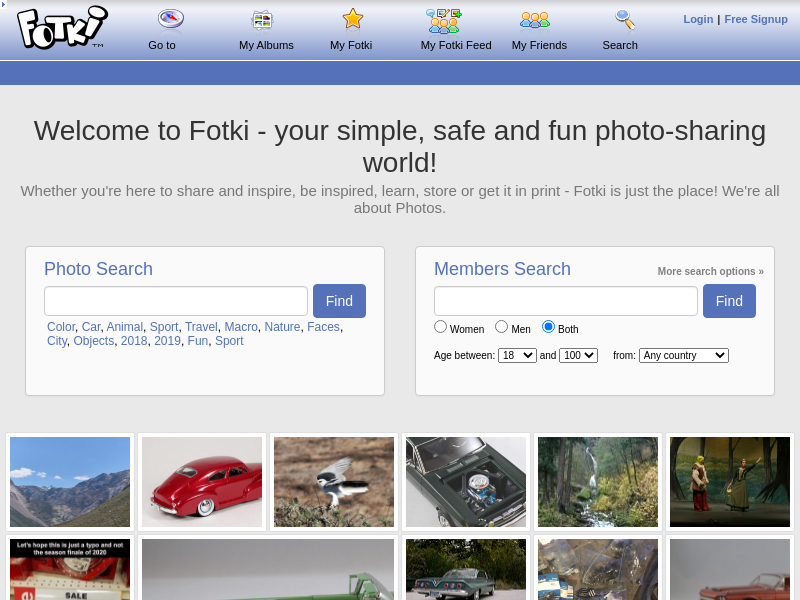 FOTKI™
Go to
My Albums
My Fotki
My Fotki Feed
My Friends
Search
Login | Free Signup
Welcome to Fotki - your simple, safe and fun photo-sharing
world!
Whether you're here to share and inspire, be inspired, learn, store or get it in print - Fotki is just the place! We're all
about Photos.
Photo Search
Find
Color, Car, Animal, Sport, Travel, Macro, Nature, Faces,
City, Objects, 2018, 2019, Fun, Sport
Members Search
More search options »
Find
Women Men Both
Age between: 18 and 100 from: Any country
Let's hope this is just a typo and not
the season finale of 2020
SALE